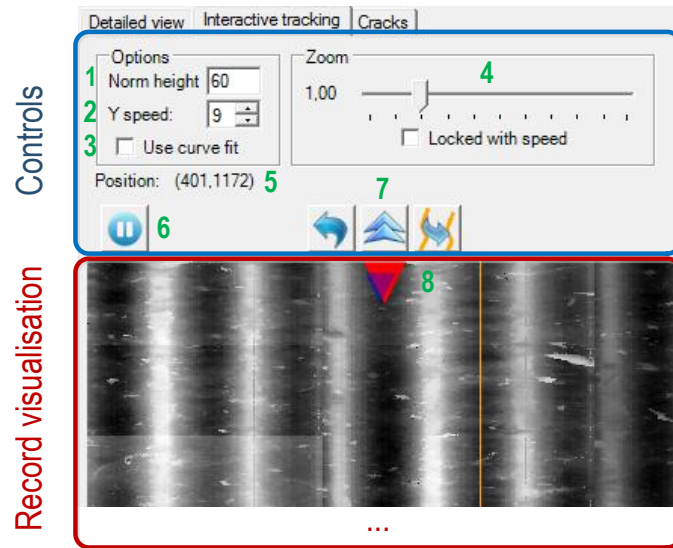 Detailed view Interactive tracking Cracks
Controls
Options
1 Norm height 60
2 Y speed: 9
3 Use curve fit
Zoom
4
1,00
Locked with speed
Position: (401,1172) 5
6
7
Record visualisation
8
...